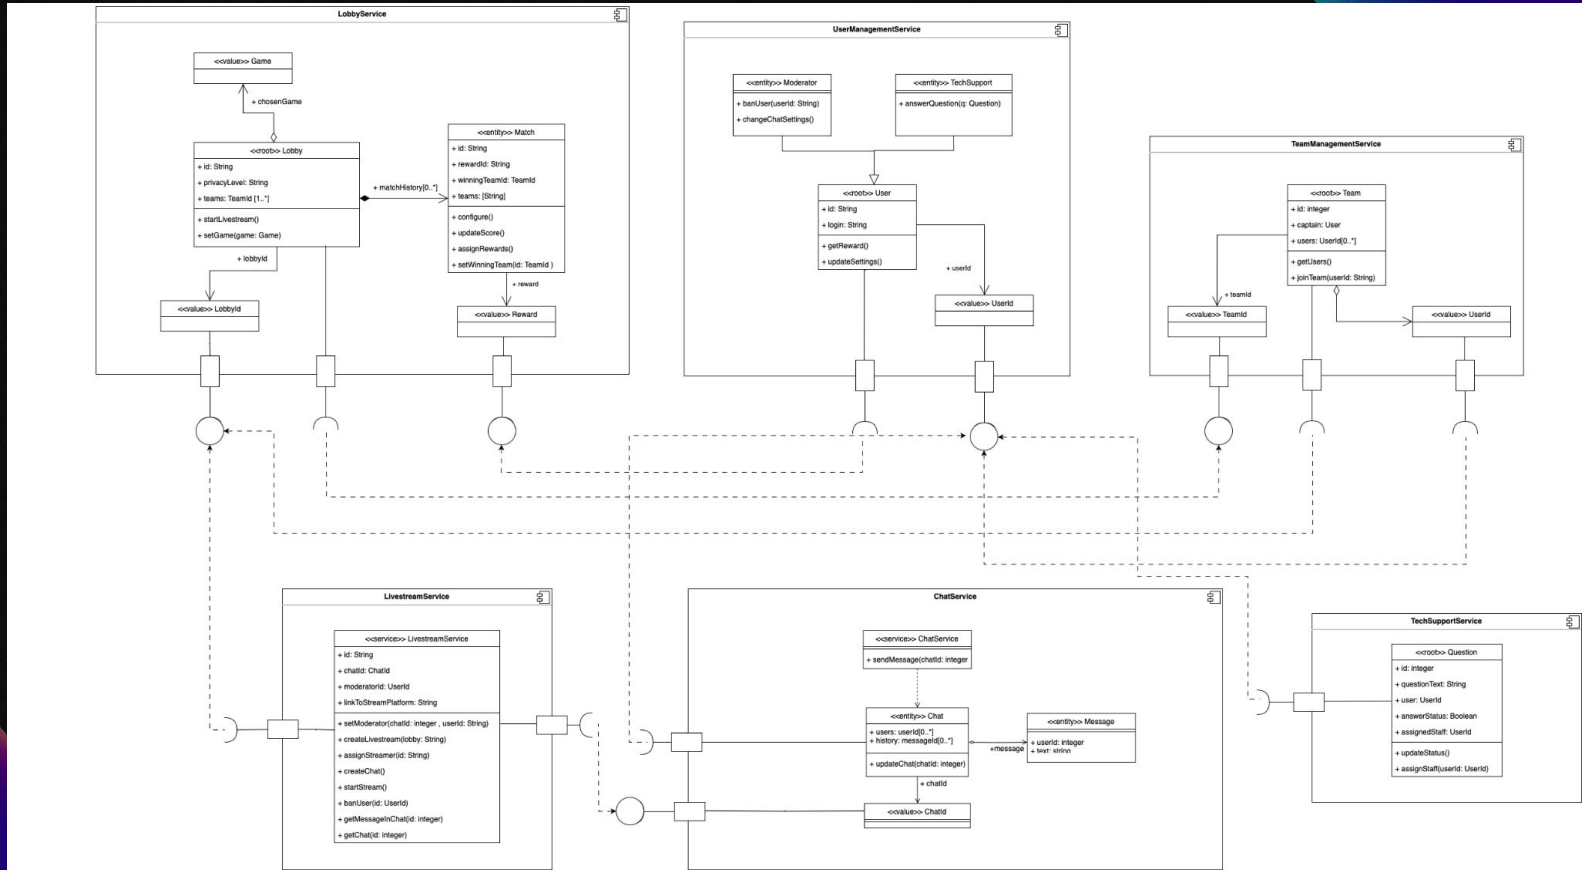 LobbyService
<<value>> Game
+ chosenGame
<<root>> Lobby
+ id: String
+ privacyLevel: String
+ teams: TeamId [1..*]
+ startLivestream()
+ setGame(game: Game)
+ matchHistory[0..*]
<<entity>> Match
+ id: String
+ rewardId: String
+ winningTeamId: TeamId
+ teams: [String]
+ configure()
+ updateScore()
+ assignRewards()
+ setWinningTeam(id: TeamId )
+ lobbyId
+ reward
<<value>> LobbyId
<<value>> Reward
UserManagementService
<<entity>> Moderator
+ banUser(userId: String)
+ changeChatSettings()
<<entity>> TechSupport
+ answerQuestion(q: Question)
<<root>> User
+ id: String
+ login: String
+ getReward()
+ updateSettings()
+ userId
<<value>> UserId
TeamManagementService
<<root>> Team
+ id: integer
+ captain: User
+ users: UserId[0..*]
+ getUsers()
+ joinTeam(userId: String)
+ teamId
<<value>> TeamId
<<value>> UserId
LivestreamService
<<service>> LivestreamService
+ id: String
+ chatId: ChatId
+ moderatorId: UserId
+ linkToStreamPlatform: String
+ setModerator(chatId: integer , userId: String)
+ createLivestream(lobby: String)
+ assignStreamer(id: String)
+ createChat()
+ startStream()
+ banUser(id: UserId)
+ getMessageInChat(id: integer)
+ getChat(id: integer)
ChatService
<<service>> ChatService
+ sendMessage(chatId: integer
<<entity>> Chat
+ users: userId[0..*]
+ history: messageId[0..*]
+ updateChat(chatId: integer)
+message
<<entity>> Message
+ userId: integer
+ text: string
+ chatId
<<value>> ChatId
TechSupportService
<<root>> Question
+ id: integer
+ questionText: String
+ user: UserId
+ answerStatus: Boolean
+ assignedStaff: UserId
+ updateStatus()
+ assignStaff(userId: UserId)